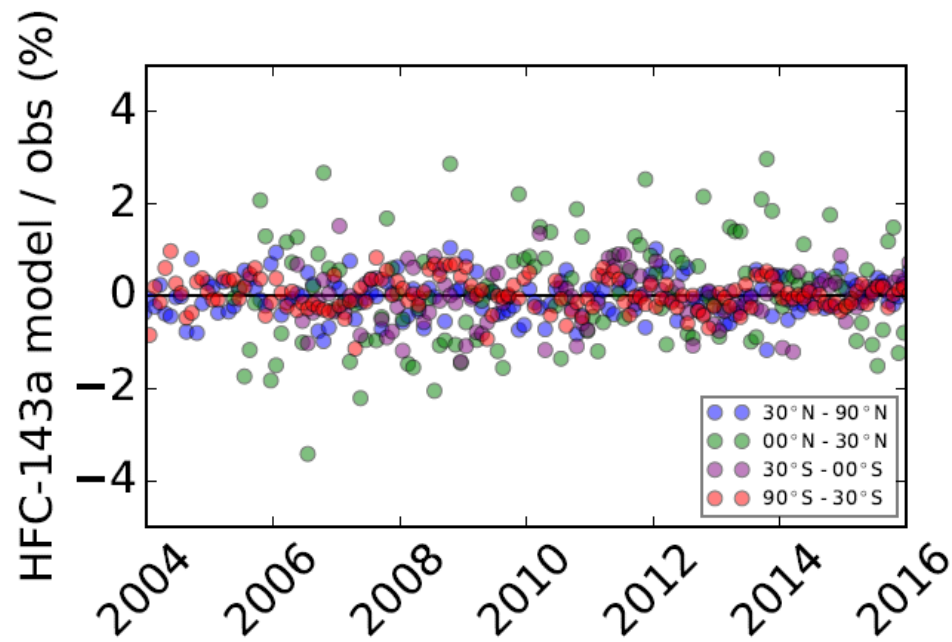 HFC-143a model / obs (%)
4
2
0
−2
−4
30°N - 90°N
00°N - 30°N
30°S - 00°S
90°S - 30°S
2004 2006 2008 2010 2012 2014 2016